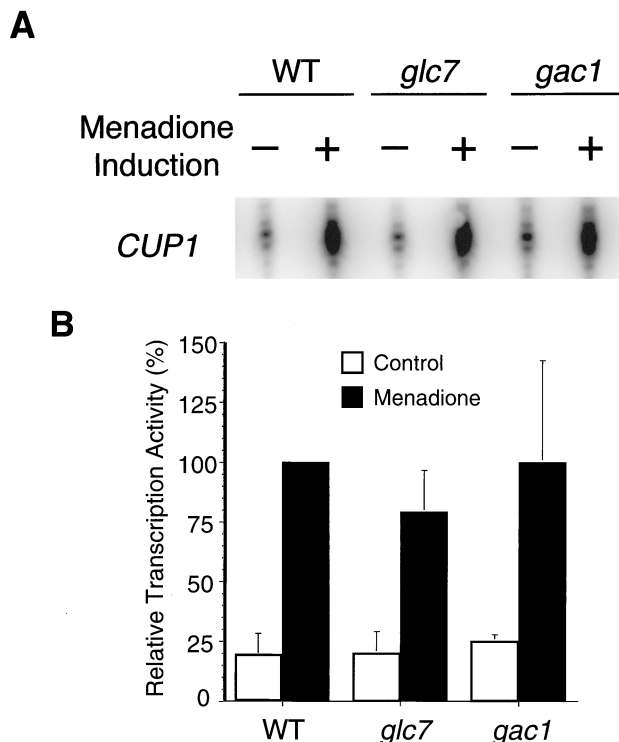 A
WT glc7 gac1
Menadione
Induction
− + − + − +
CUP1
B
Relative Transcription Activity (%)
150
125
100
75
50
25
0
Control
Menadione
WT glc7 gac1